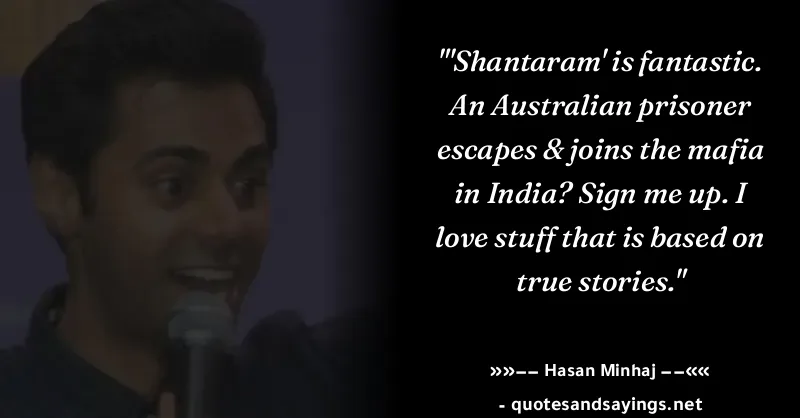 "'Shantaram' is fantastic.
An Australian prisoner
escapes & joins the mafia
in India? Sign me up. I
love stuff that is based on
true stories."
»»−− Hasan Minhaj −−««
- quotesandsayings.net